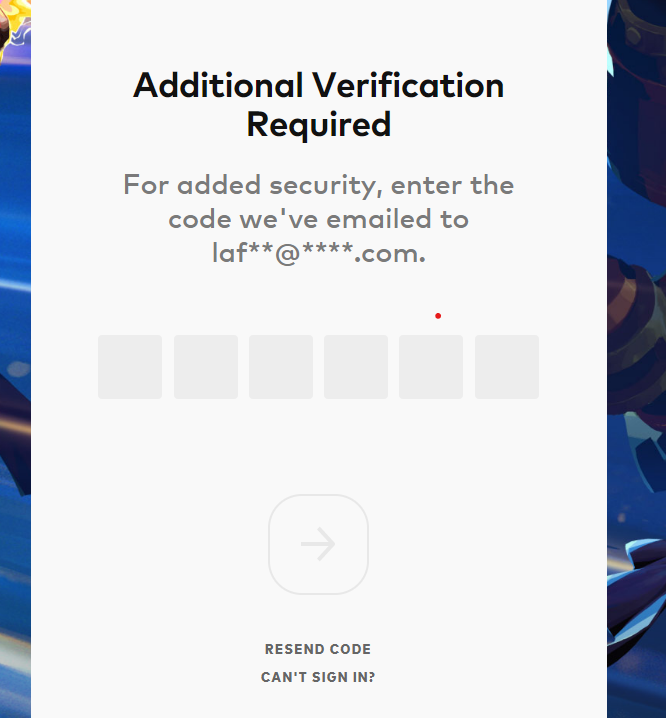 Additional Verification
Required
For added security, enter the
code we've emailed to
laf**@****.com.
RESEND CODE
CAN'T SIGN IN?